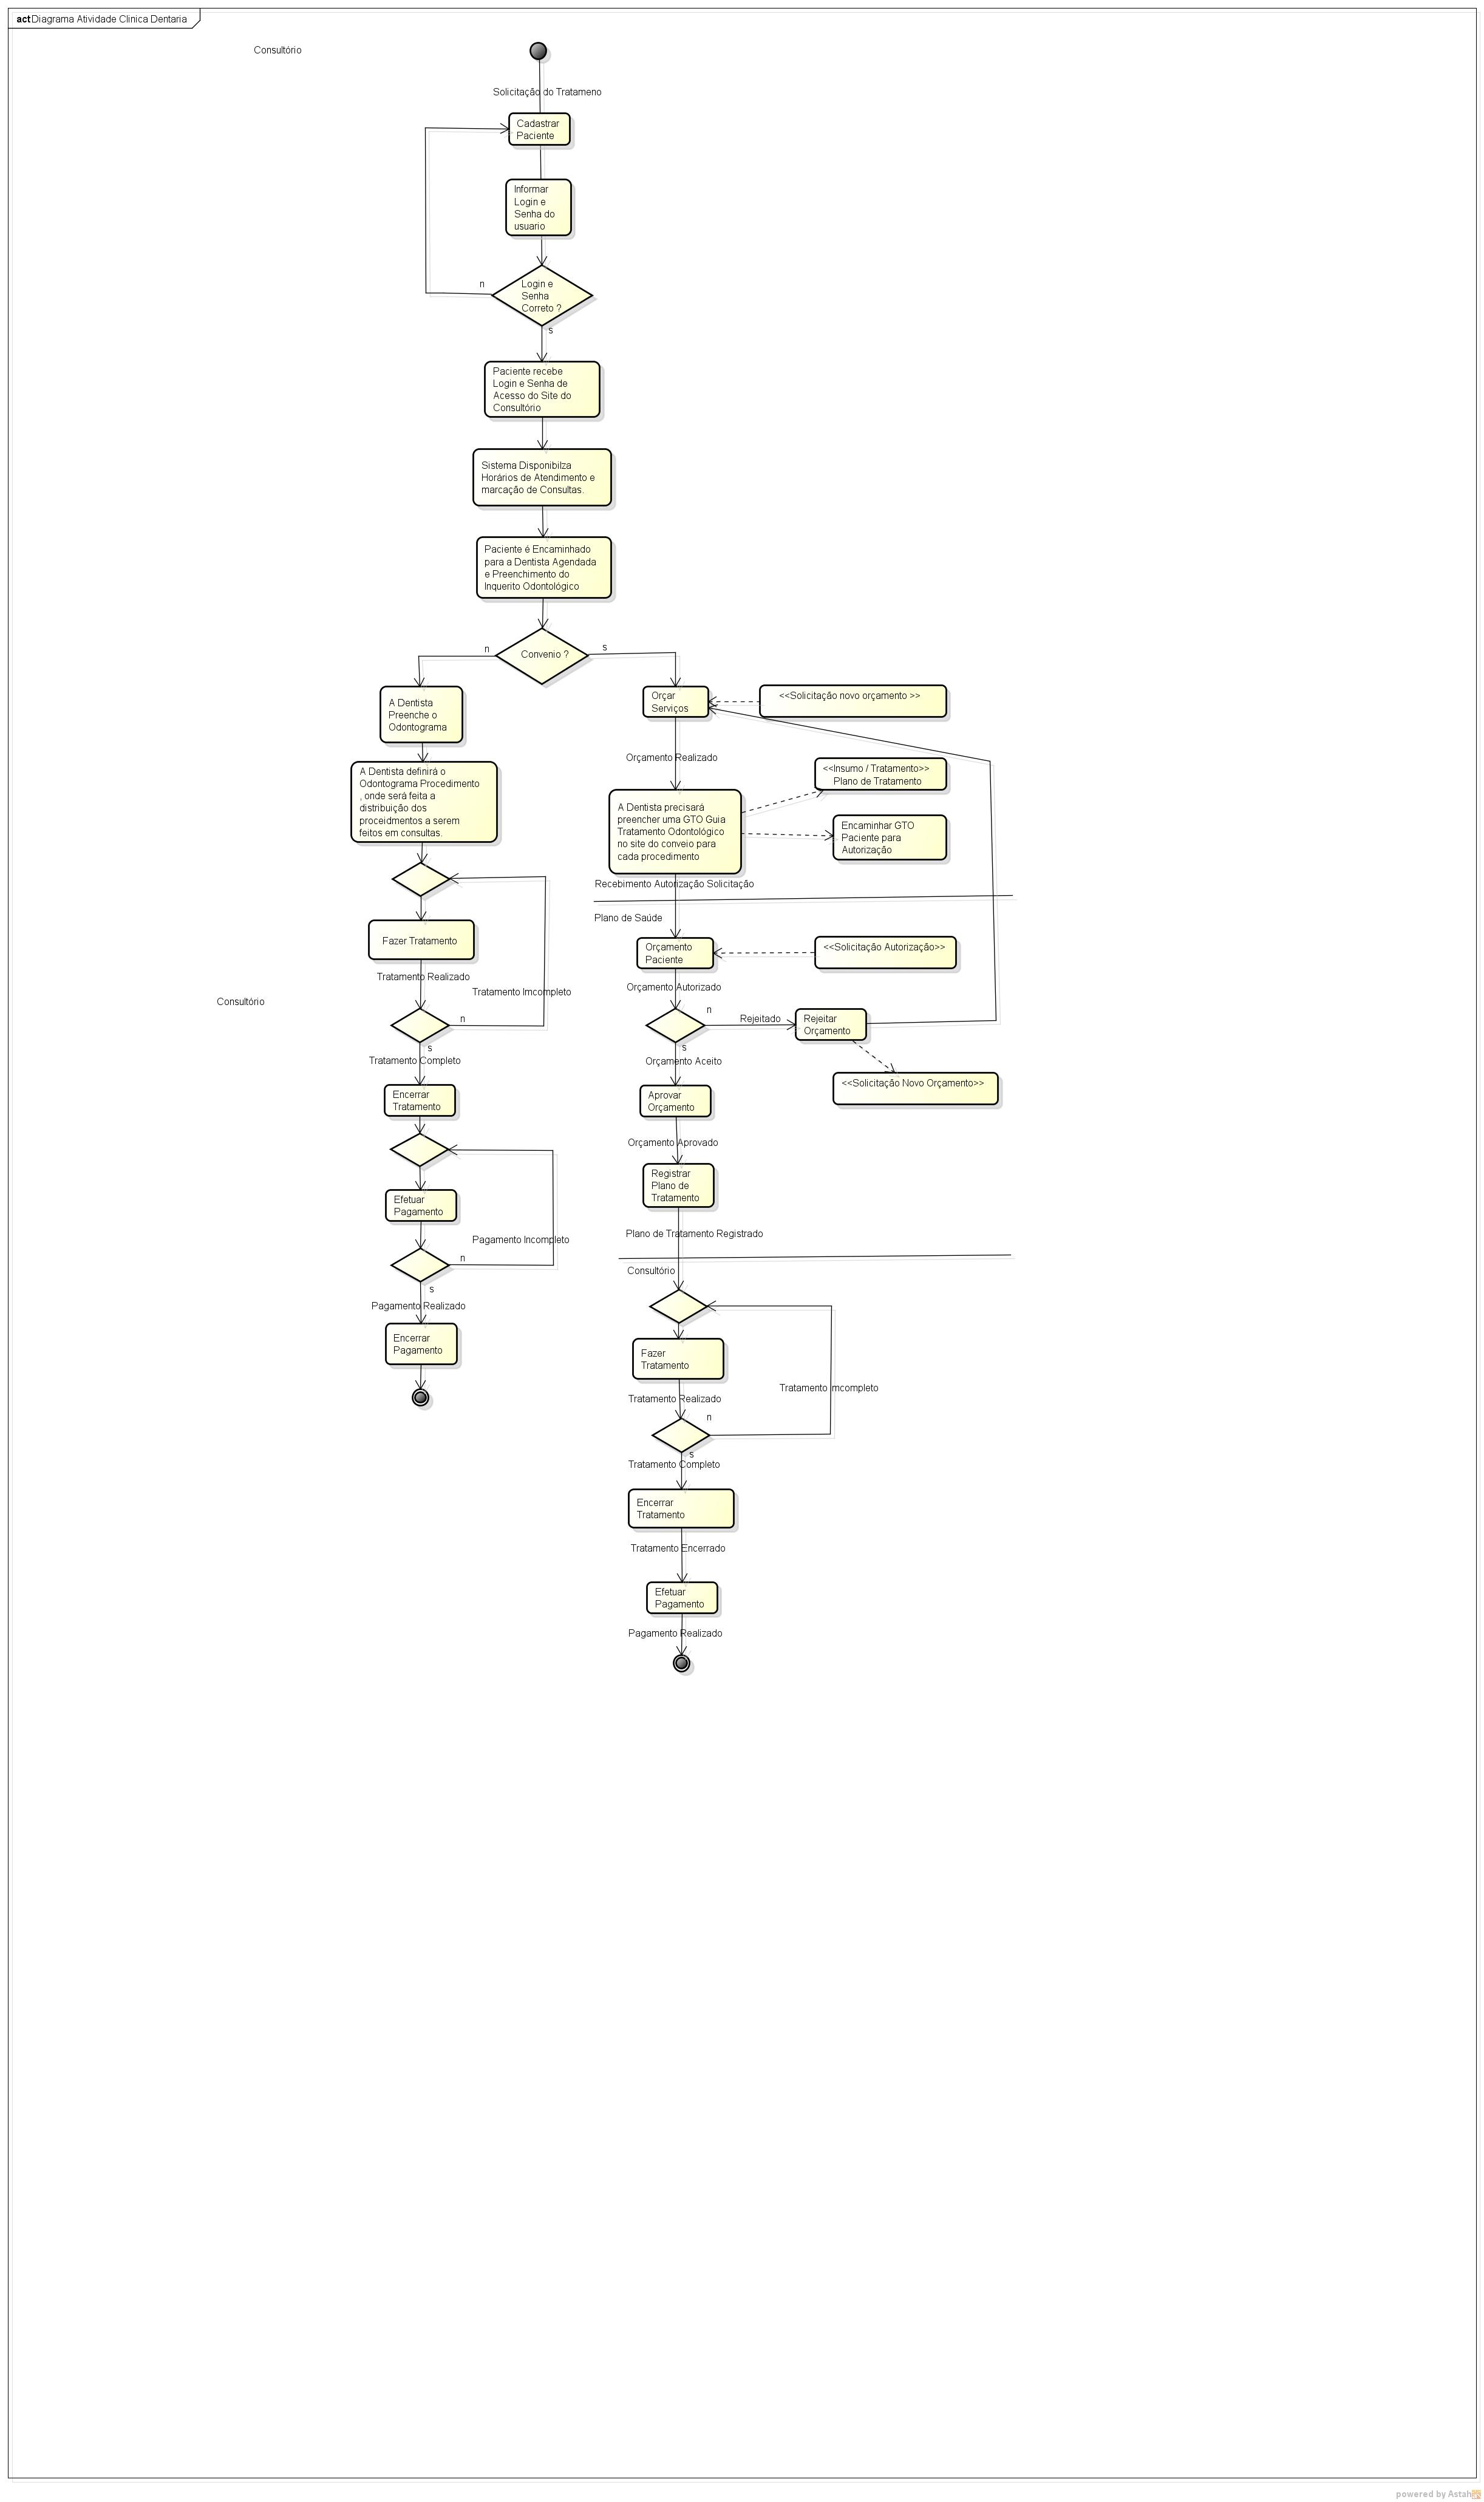 act Diagrama Atividade Clinica Dentaria
Consultório
Solicitação do Tratameno
Cadastrar
Paciente
Informar
Login e
Senha do
usuario
n
Login e
Senha
Correto ?
s
Paciente recebe
Login e Senha de
Acesso do Site do
Consultório
Sistema Disponibilza
Horários de Atendimento e
marcação de Consultas.
Paciente é Encaminhado
para a Dentista Agendada
e Preenchimento do
Inquerito Odontológico
n
Convenio ?
s
A Dentista
Preenche o
Odontograma
A Dentista definirá o
Odontograma Procedimento
, onde será feita a
distribuição dos
proceidmentos a serem
feitos em consultas.
Fazer Tratamento
Tratamento Realizado
Tratamento Imcompleto
Consultório
n
s
Tratamento Completo
Encerrar
Tratamento
Efetuar
Pagamento
Pagamento Incompleto
n
s
Pagamento Realizado
Encerrar
Pagamento
Orçar
Serviços
<<Solicitação novo orçamento >>
Orçamento Realizado
<<Insumo / Tratamento>>
Plano de Tratamento
A Dentista precisará
preencher uma GTO Guia
Tratamento Odontológico
no site do conveio para
cada procedimento
Encaminhar GTO
Paciente para
Autorização
Recebimento Autorização Solicitação
Plano de Saúde
Orçamento
Paciente
<<Solicitação Autorização>>
Orçamento Autorizado
n
Rejeitado
Rejeitar
Orçamento
s
Orçamento Aceito
<<Solicitação Novo Orçamento>>
Aprovar
Orçamento
Orçamento Aprovado
Registrar
Plano de
Tratamento
Plano de Tratamento Registrado
Consultório
Fazer
Tratamento
Tratamento Imcompleto
Tratamento Realizado
n
s
Tratamento Completo
Encerrar
Tratamento
Tratamento Encerrado
Efetuar
Pagamento
Pagamento Realizado
powered by Astah